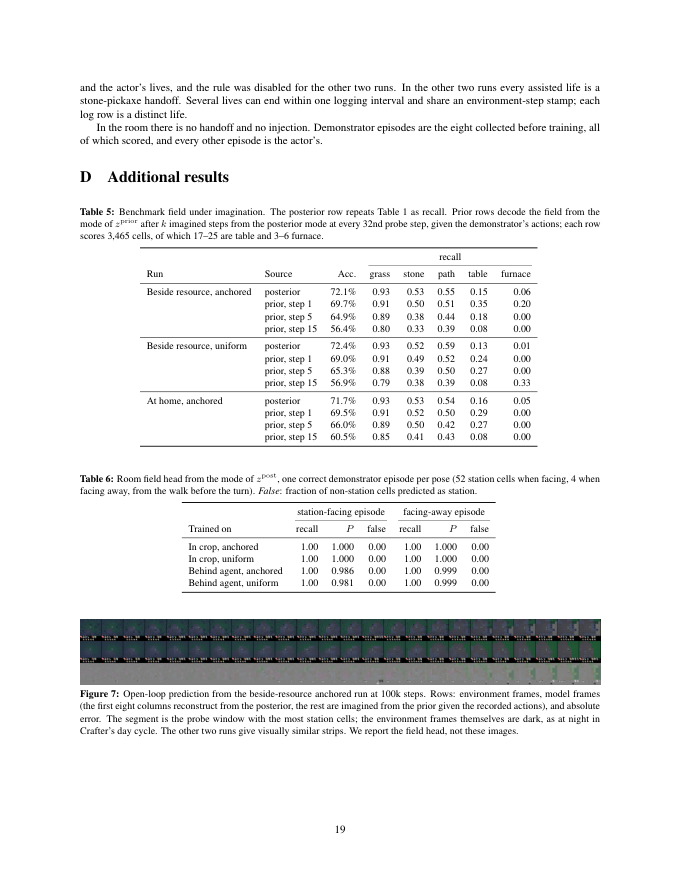 and the actor's lives, and the rule was disabled for the other two runs. In the other two runs every assisted life is a
stone-pickaxe handoff. Several lives can end within one logging interval and share an environment-step stamp; each
log row is a distinct life.
In the room there is no handoff and no injection. Demonstrator episodes are the eight collected before training, all
of which scored, and every other episode is the actor's.
D Additional results
Table 5: Benchmark field under imagination. The posterior row repeats Table 1 as recall. Prior rows decode the field from the
mode of z^prior after k imagined steps from the posterior mode at every 32nd probe step, given the demonstrator's actions; each row
scores 3,465 cells, of which 17–25 are table and 3–6 furnace.
recall
Run Source Acc. grass stone path table furnace
Beside resource, anchored posterior 72.1% 0.93 0.53 0.55 0.15 0.06
prior, step 1 69.7% 0.91 0.50 0.51 0.35 0.20
prior, step 5 64.9% 0.89 0.38 0.44 0.18 0.00
prior, step 15 56.4% 0.80 0.33 0.39 0.08 0.00
Beside resource, uniform posterior 72.4% 0.93 0.52 0.59 0.13 0.01
prior, step 1 69.0% 0.91 0.49 0.52 0.24 0.00
prior, step 5 65.3% 0.88 0.39 0.50 0.27 0.00
prior, step 15 56.9% 0.79 0.38 0.39 0.08 0.33
At home, anchored posterior 71.7% 0.93 0.53 0.54 0.16 0.05
prior, step 1 69.5% 0.91 0.52 0.50 0.29 0.00
prior, step 5 66.0% 0.89 0.50 0.42 0.27 0.00
prior, step 15 60.5% 0.85 0.41 0.43 0.08 0.00
Table 6: Room field head from the mode of z^post, one correct demonstrator episode per pose (52 station cells when facing, 4 when
facing away, from the walk before the turn). False: fraction of non-station cells predicted as station.
station-facing episode facing-away episode
Trained on recall P false recall P false
In crop, anchored 1.00 1.000 0.00 1.00 1.000 0.00
In crop, uniform 1.00 1.000 0.00 1.00 1.000 0.00
Behind agent, anchored 1.00 0.986 0.00 1.00 0.999 0.00
Behind agent, uniform 1.00 0.981 0.00 1.00 0.999 0.00
Figure 7: Open-loop prediction from the beside-resource anchored run at 100k steps. Rows: environment frames, model frames
(the first eight columns reconstruct from the posterior, the rest are imagined from the prior given the recorded actions), and absolute
error. The segment is the probe window with the most station cells; the environment frames themselves are dark, as at night in
Crafter's day cycle. The other two runs give visually similar strips. We report the field head, not these images.
19